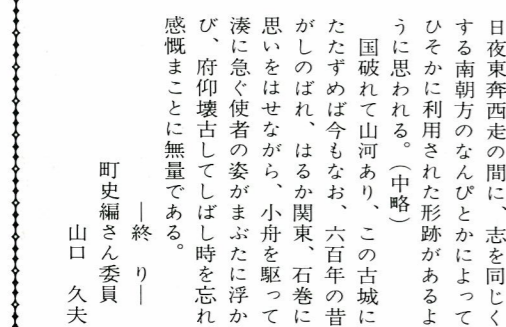 日夜東奔西走の間に、志を同じく
する南朝方のなんぴとかによって
ひそかに利用された形跡があるよ
うに思われる。（中略）
国破れて山河あり、この古城に
たたずめば今もなお、六百年の昔
がしのばれ、はるか関東、石巻に
思いをはせながら、小舟を駆って
湊に急ぐ使者の姿がまぶたに浮か
び、府仰壊古してしばし時を忘れ
感慨まことに無量である。
―終り―
町史編さん委員
山口 久夫